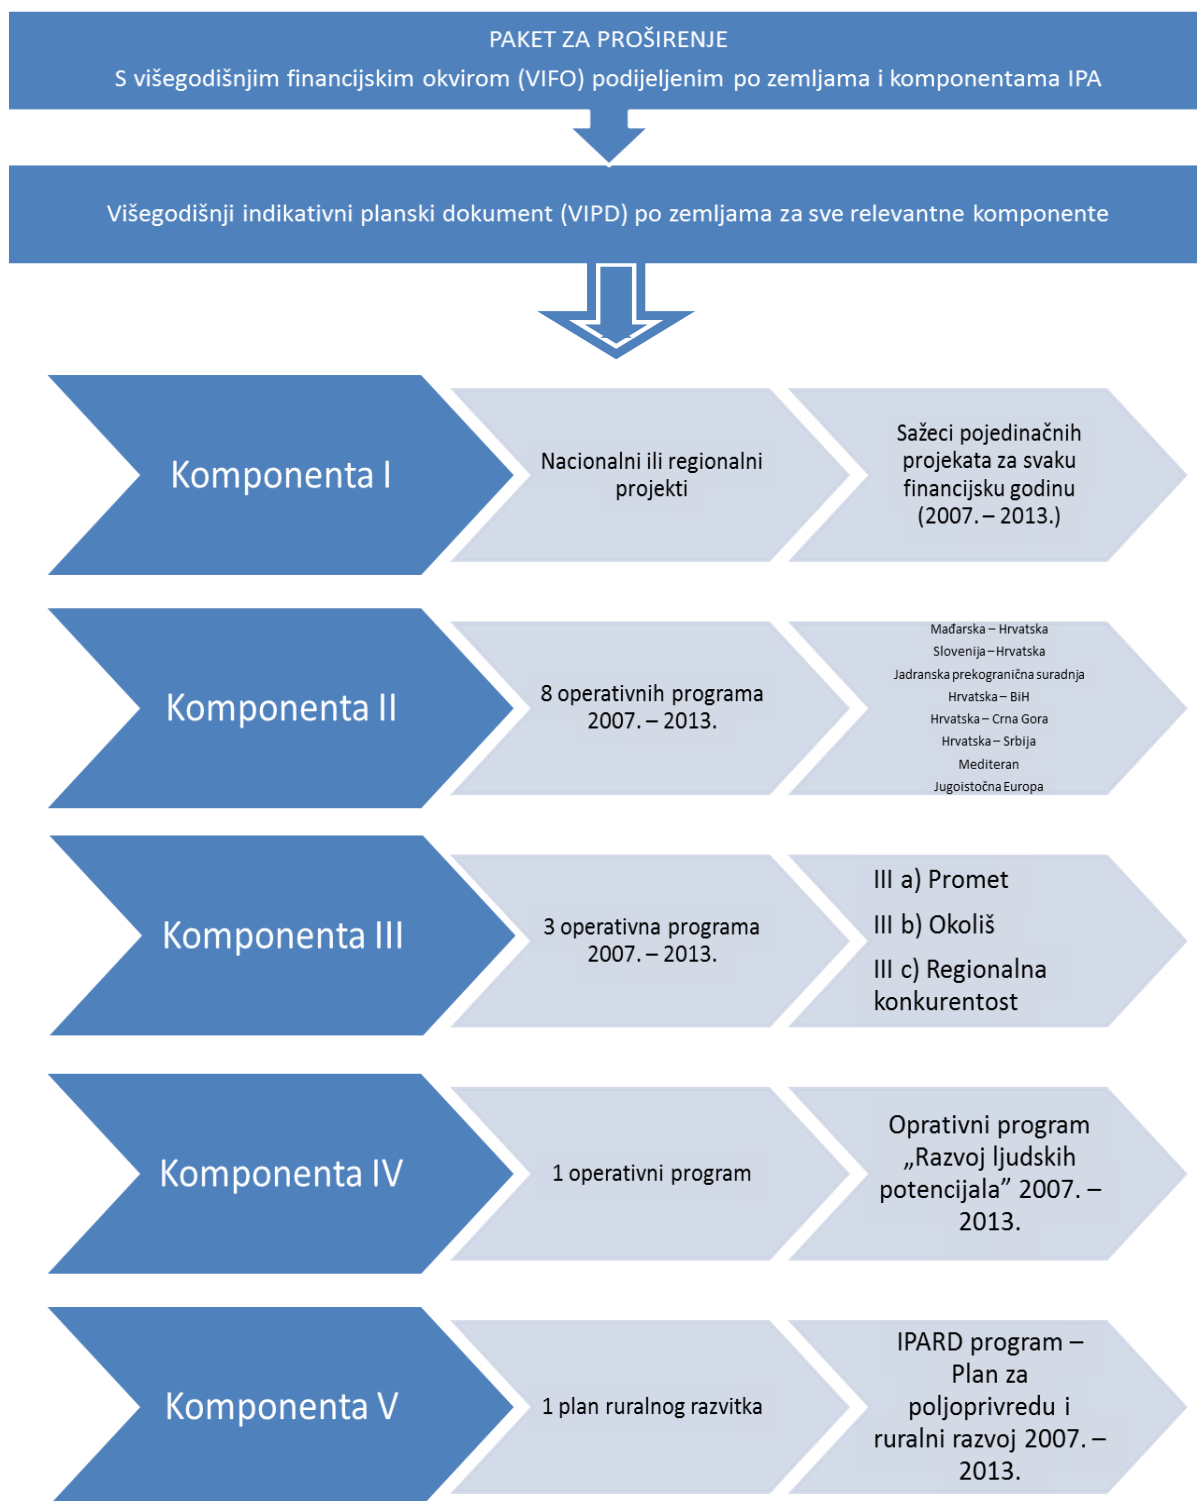 PAKET ZA PROŠIRENJE
S višegodišnjim financijskim okvirom (VIFO) podijeljenim po zemljama i komponentama IPA
Višegodišnji indikativni planski dokument (VIPD) po zemljama za sve relevantne komponente
Komponenta I
Nacionalni ili regionalni
projekti
Sažeci pojedinačnih
projekata za svaku
financijsku godinu
(2007. – 2013.)
Komponenta II
8 operativnih programa
2007. – 2013.
Mađarska – Hrvatska
Slovenija – Hrvatska
Jadranska prekogranična suradnja
Hrvatska – BiH
Hrvatska – Crna Gora
Hrvatska – Srbija
Mediteran
Jugoistočna Europa
Komponenta III
3 operativna programa
2007. – 2013.
III a) Promet
III b) Okoliš
III c) Regionalna
konkurentost
Komponenta IV
1 operativni program
Oprativni program
„Razvoj ljudskih
potencijala” 2007. –
2013.
Komponenta V
1 plan ruralnog razvitka
IPARD program –
Plan za
poljoprivredu i
ruralni razvoj 2007. –
2013.